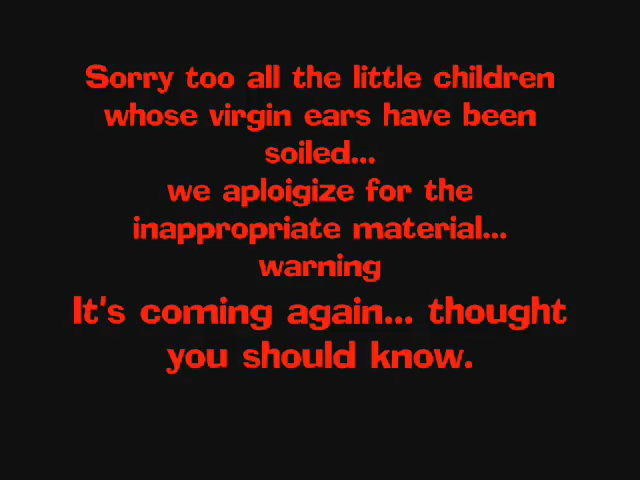 Sorry too all the little children
whose virgin ears have been
soiled...
we aploigize for the
inappropriate material...
warning
It's coming again... thought
you should know.